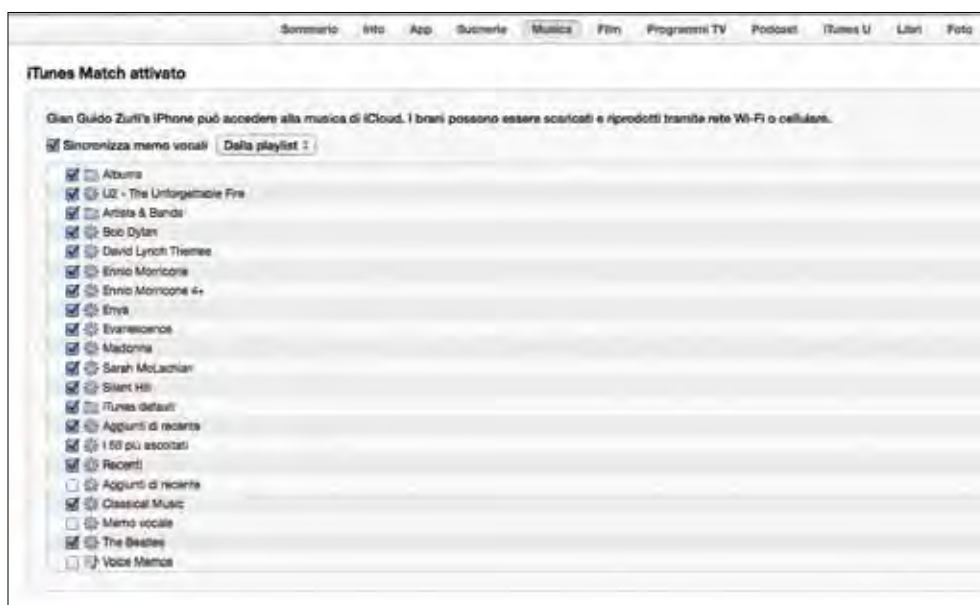 Sommario Info App Suonerie Musica Film Programmi TV Podcast iTunes U Libri Foto
iTunes Match attivato
Gian Guido Zurli's iPhone può accedere alla musica di iCloud. I brani possono essere scaricati e riprodotti tramite rete Wi-Fi o cellulare.
Sincronizza memo vocali Dalla playlist
Albums
U2 - The Unforgettable Fire
Artists & Bands
Bob Dylan
David Lynch Themes
Ennio Morricone
Ennio Morricone 4+
Enya
Evanescence
Madonna
Sarah McLachlan
Silent Hill
iTunes default
Aggiunti di recente
I 50 più ascoltati
Recenti
Aggiunti di recente
Classical Music
Memo vocale
The Beatles
Voice Memos